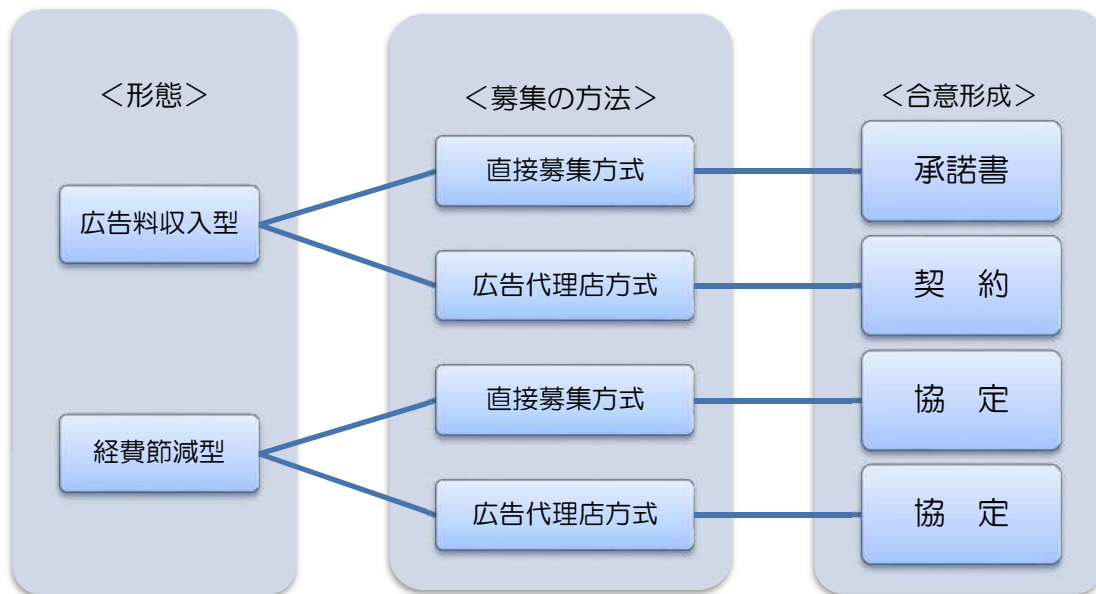 ＜形態＞
＜募集の方法＞
＜合意形成＞
広告料収入型
直接募集方式
承諾書
広告代理店方式
契　約
経費節減型
直接募集方式
協　定
広告代理店方式
協　定